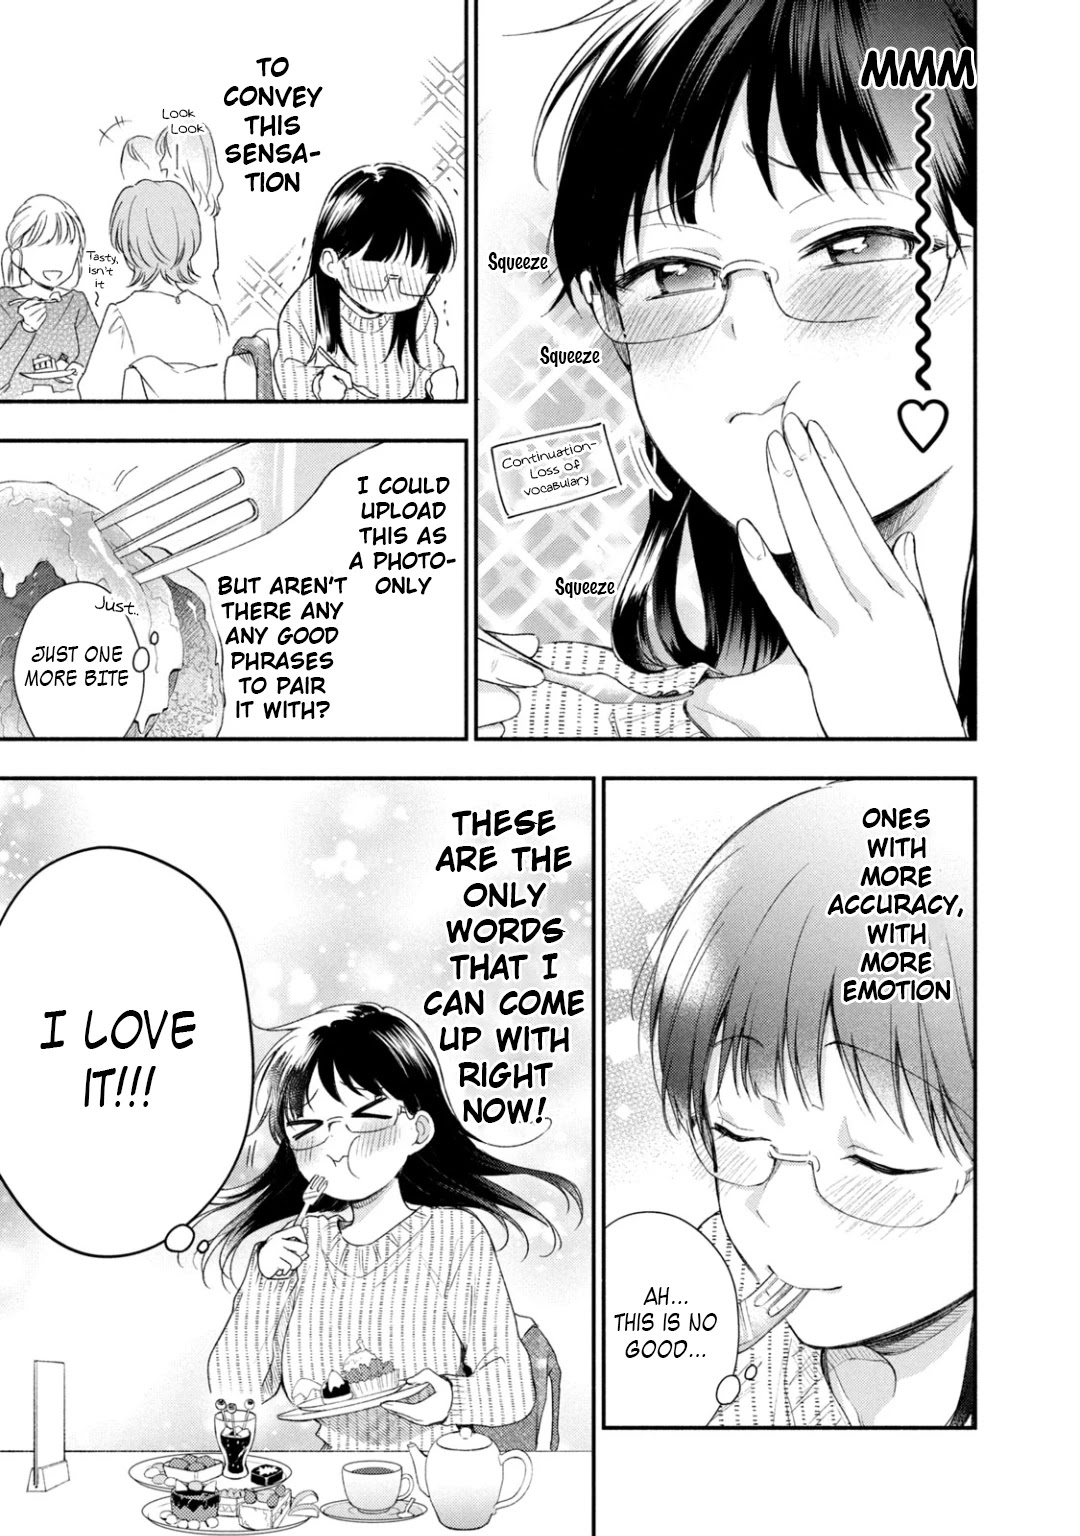 MMM
Squeeze
Squeeze
Squeeze
Squeeze
Continuation-
Loss of
vocabulary
TO
CONVEY
THIS
SENSA-
TION
Look
Look
Tasty,
isn't
it
I COULD
UPLOAD
THIS AS
A PHOTO-
ONLY
BUT AREN'T
THERE ANY
ANY GOOD
PHRASES
TO PAIR
IT WITH?
Just..
JUST ONE
MORE BITE
ONES
WITH
MORE
ACCURACY,
WITH
MORE
EMOTION
AH...
THIS IS NO
GOOD...
THESE
ARE THE
ONLY
WORDS
THAT I
CAN COME
UP WITH
RIGHT
NOW!
I LOVE
IT!!!